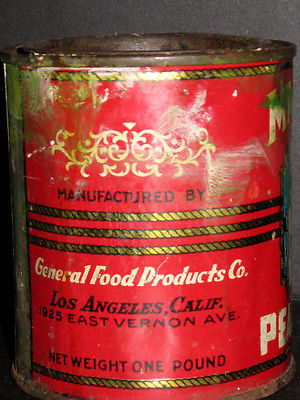 MANUFACTURED BY
General Food Products Co.
LOS ANGELES, CALIF.
1925 EAST VERNON AVE.
NET WEIGHT ONE POUND